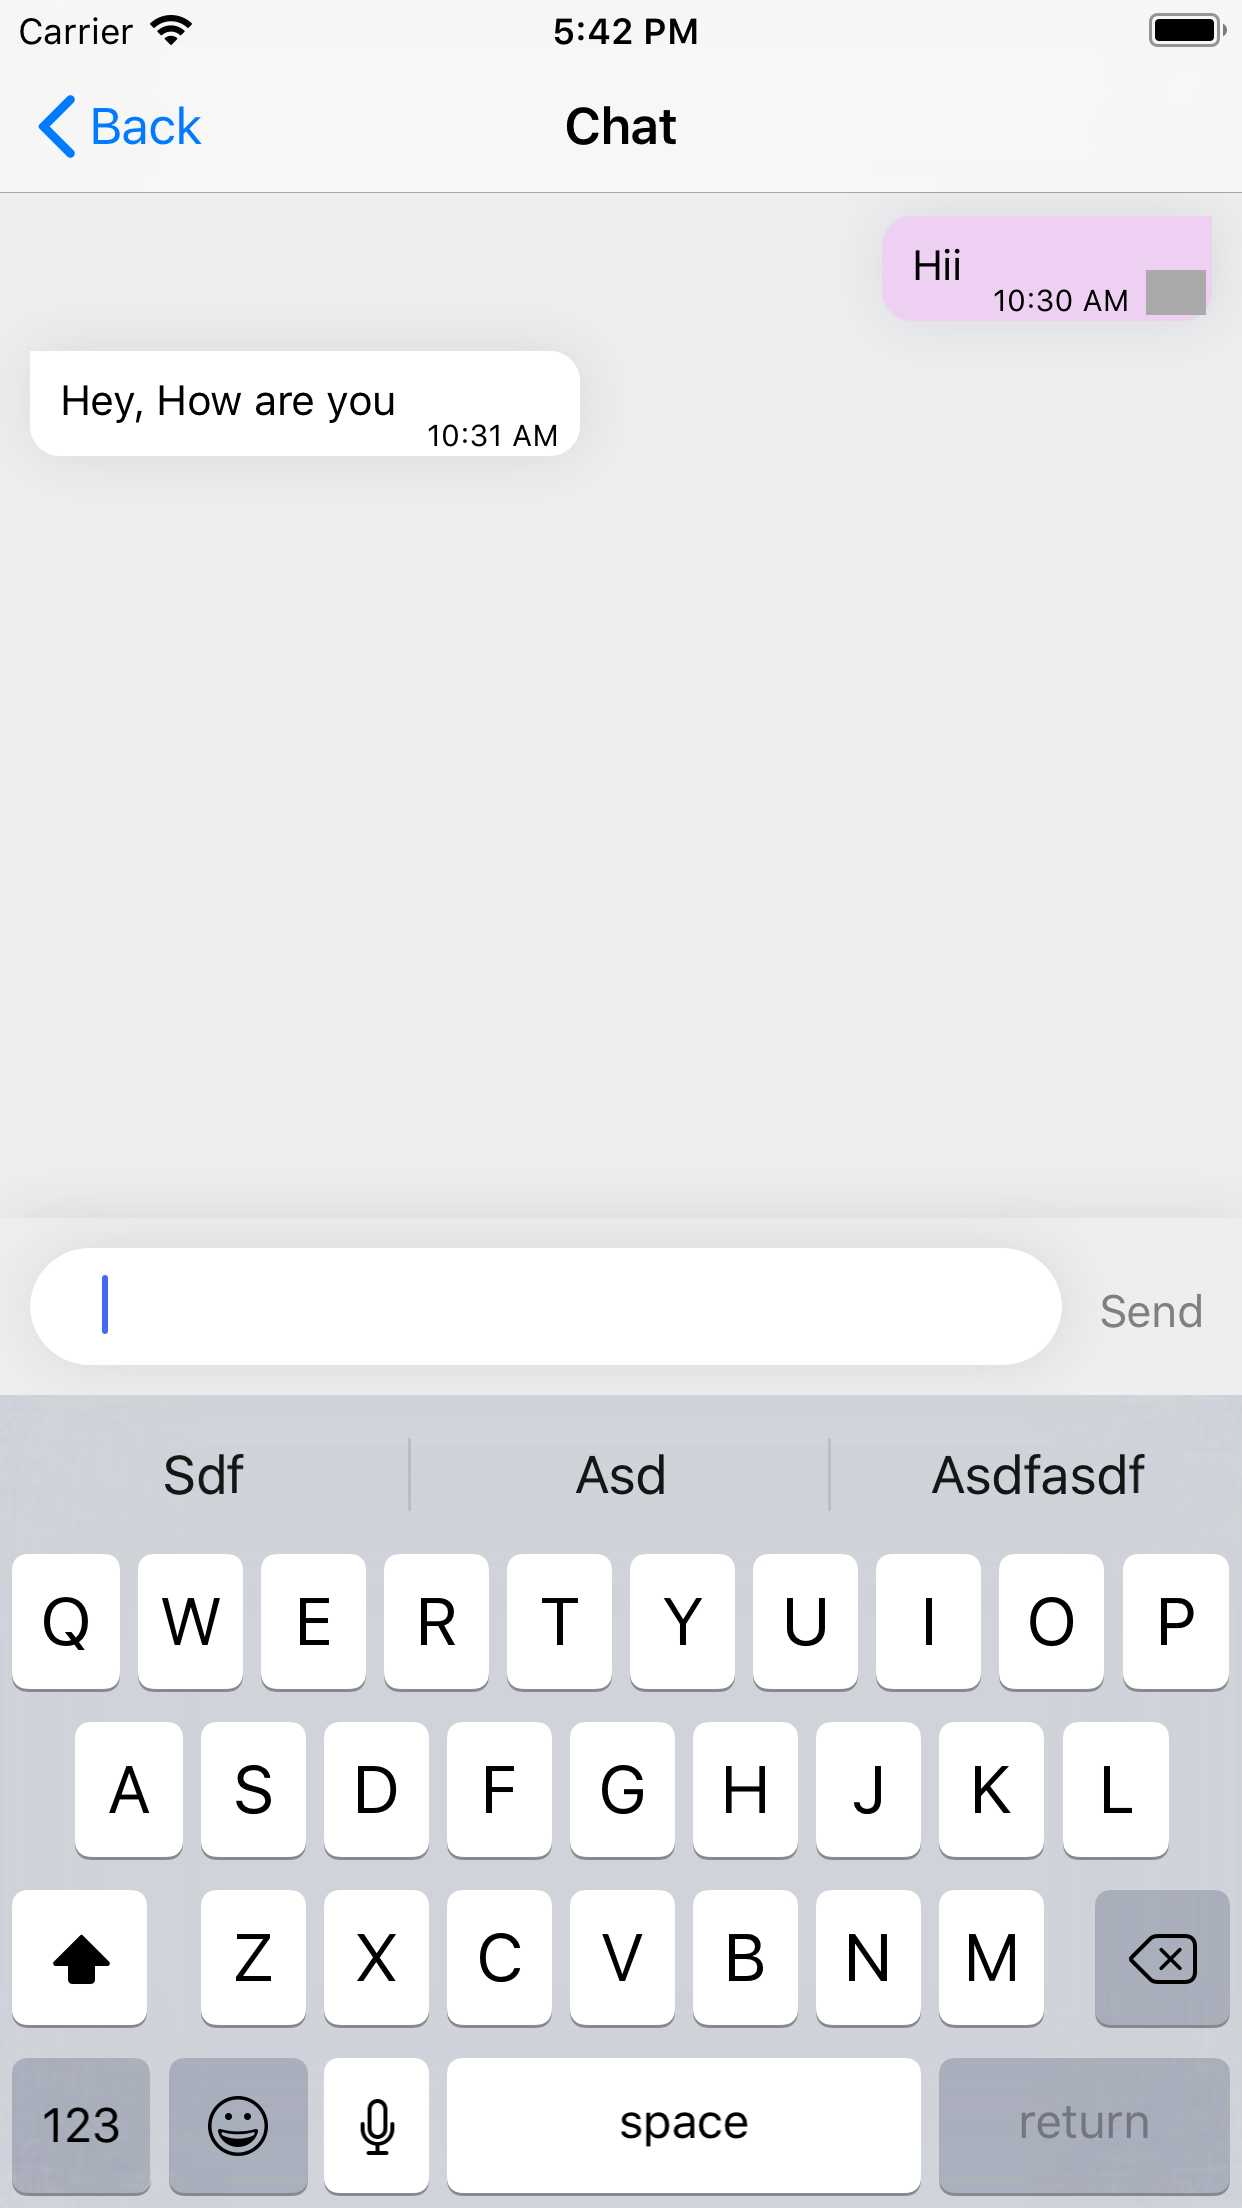 Carrier 5:42 PM
Back Chat
Hii
10:30 AM
Hey, How are you
10:31 AM
Send
Sdf Asd Asdfasdf
Q W E R T Y U I O P
A S D F G H J K L
Z X C V B N M
123 space return